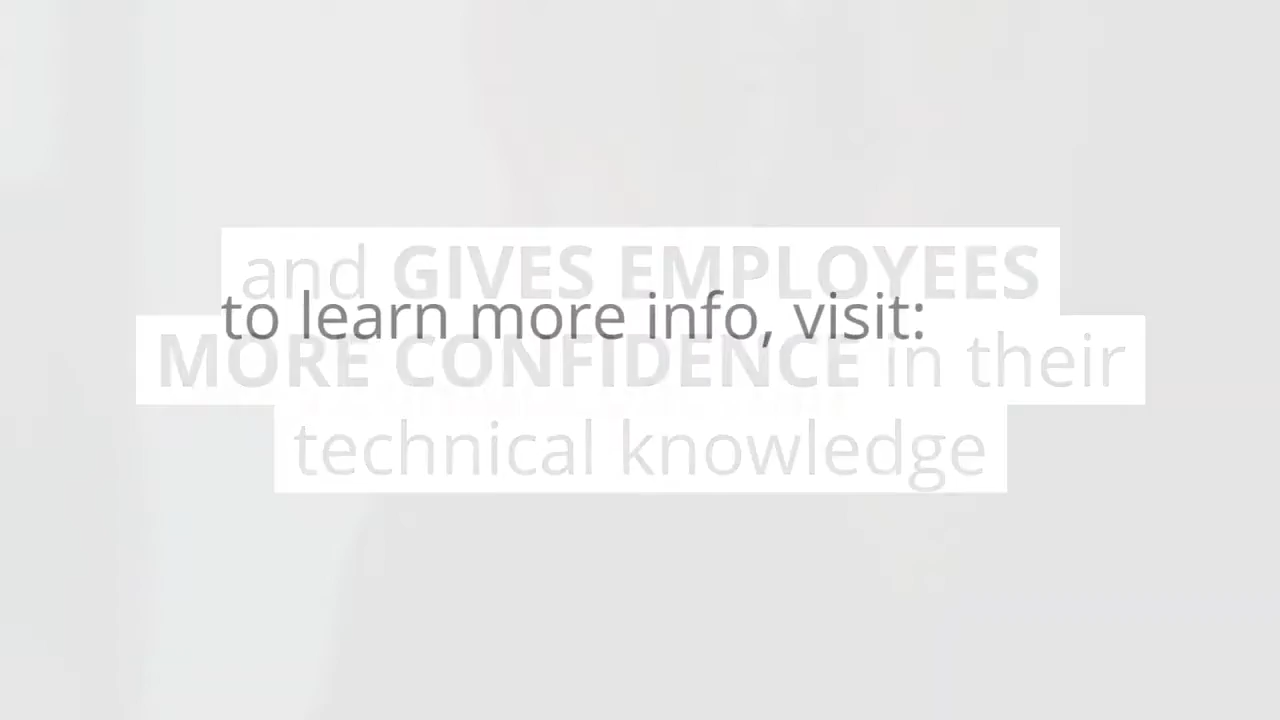 and GIVES EMPLOYEES
to learn more info, visit:
MORE CONFIDENCE in their
technical knowledge